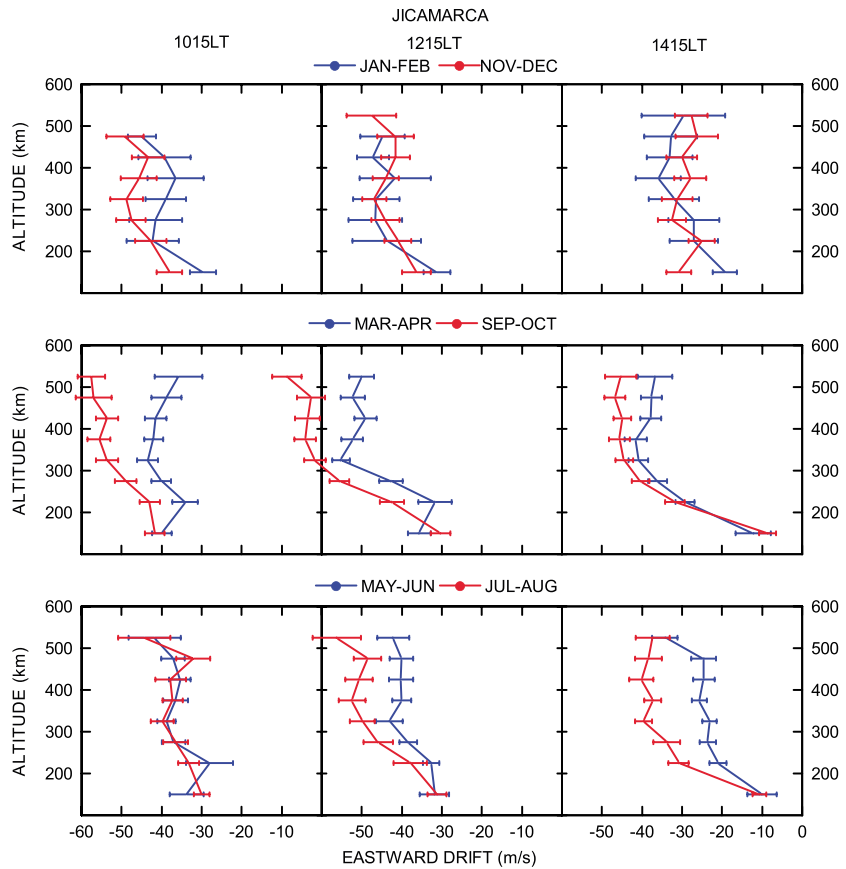 JICAMARCA
1015LT 1215LT 1415LT
JAN-FEB NOV-DEC
600 600
500 500
400 400
300 300
200 200
ALTITUDE (km)
MAR-APR SEP-OCT
600 600
500 500
400 400
300 300
200 200
ALTITUDE (km)
MAY-JUN JUL-AUG
600 600
500 500
400 400
300 300
200 200
ALTITUDE (km)
-60 -50 -40 -30 -20 -10 -50 -40 -30 -20 -10 -50 -40 -30 -20 -10 0
EASTWARD DRIFT (m/s)